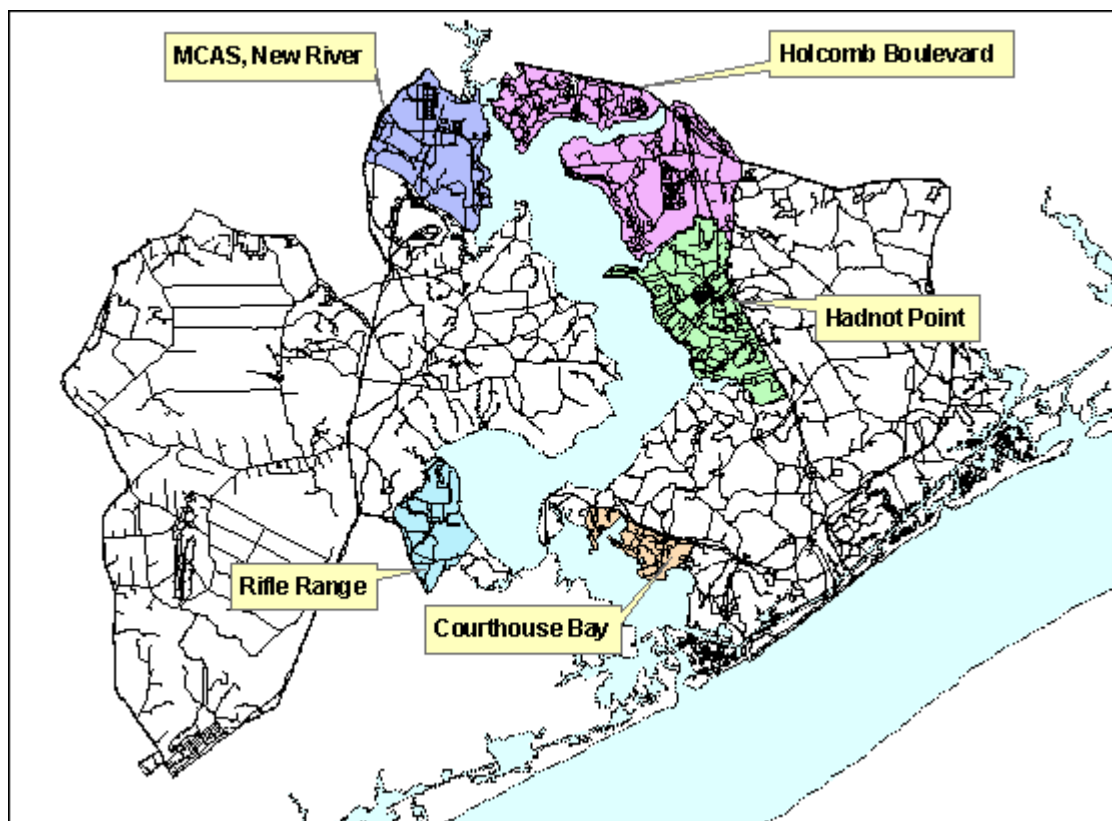 MCAS, New River
Holcomb Boulevard
Hadnot Point
Rifle Range
Courthouse Bay